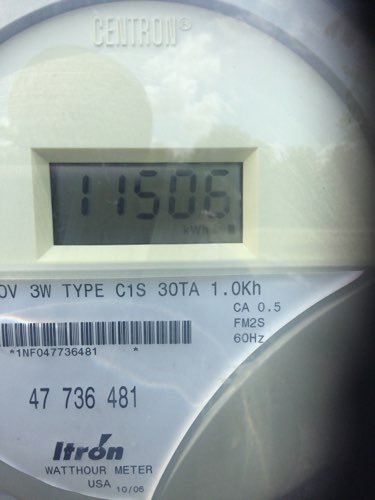 CENTRON®
11506
kWh
0V 3W TYPE C1S 30TA 1.0Kh
CA 0.5
FM2S
60Hz
*1NF047736481 *
47 736 481
Itron
WATTHOUR METER
USA 10/06